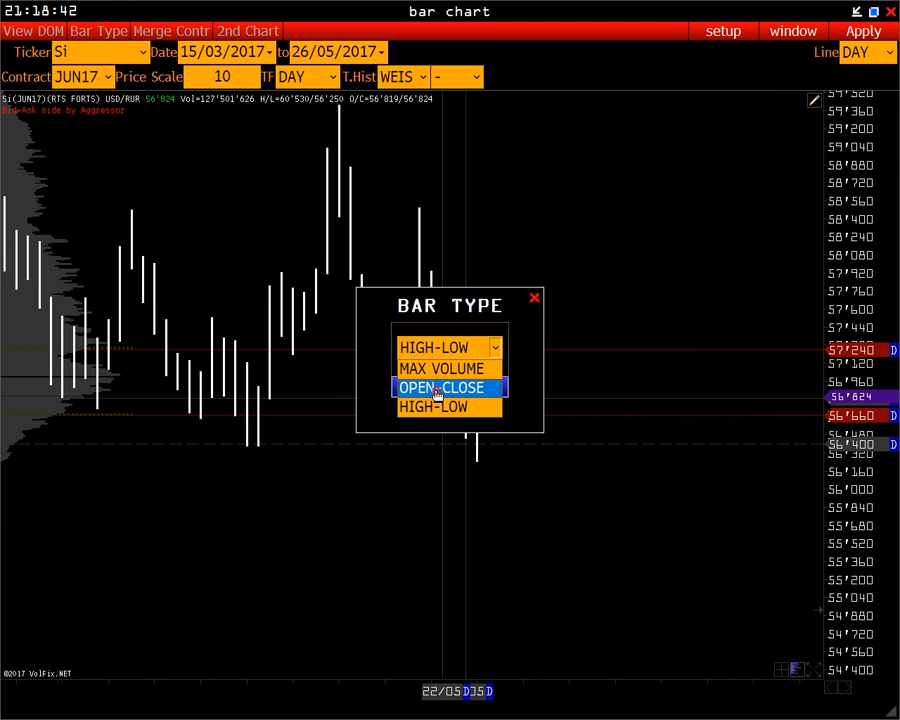 21:18:42 bar chart
View DOM Bar Type Merge Contr 2nd Chart setup window Apply
Ticker Si Date 15/03/2017 to 26/05/2017 Line DAY
Contract JUN17 Price Scale 10 TF DAY T.Hist WEIS -
Si(JUN17)(RTS FORTS) USD/RUR 56'824 Vol=127'501'626 H/L=60'530/56'250 O/C=56'819/56'824
Bid-Ask side by Aggressor
59'520
59'360
59'200
59'040
58'880
58'720
58'560
58'400
58'240
58'080
57'920
57'760
57'600
57'440
57'240 D
57'120
56'960
56'824
56'660 D
56'480
56'400 D
56'320
56'160
56'000
55'840
55'680
55'520
55'360
55'200
55'040
54'880
54'720
54'560
54'400
BAR TYPE
HIGH-LOW
MAX VOLUME
OPEN-CLOSE
HIGH-LOW
©2017 VolFix.NET
22/05 D 05 D